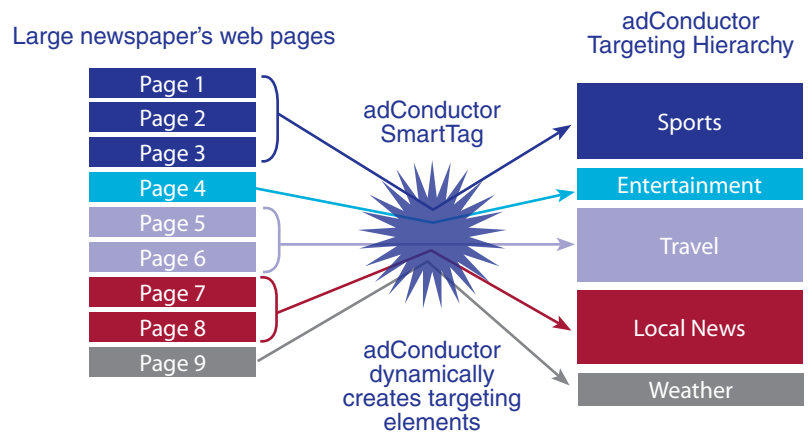 Large newspaper's web pages
Page 1
Page 2
Page 3
Page 4
Page 5
Page 6
Page 7
Page 8
Page 9
adConductor
SmartTag
adConductor
dynamically
creates targeting
elements
adConductor
Targeting Hierarchy
Sports
Entertainment
Travel
Local News
Weather